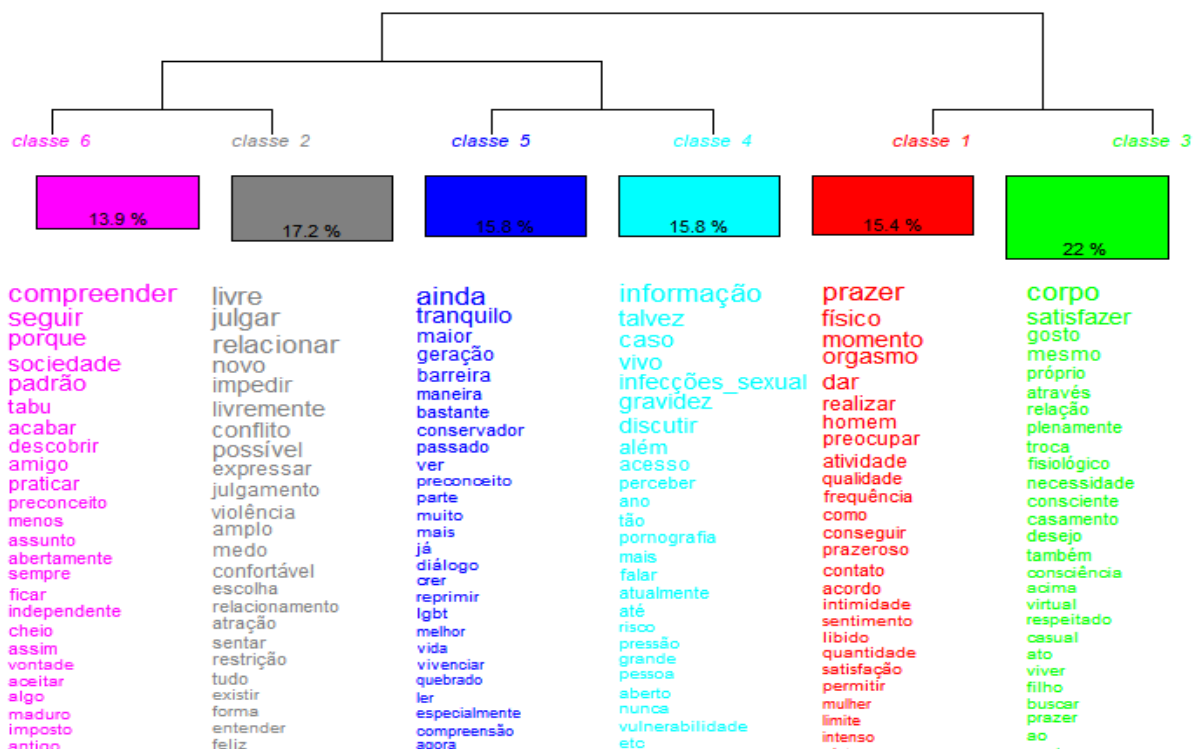 classe 6
classe 2
classe 5
classe 4
classe 1
classe 3
13.9 %
17.2 %
15.8 %
15.8 %
15.4 %
22 %
compreender
seguir
porque
sociedade
padrão
tabu
acabar
descobrir
amigo
praticar
preconceito
menos
assunto
abertamente
sempre
ficar
independente
cheio
assim
vontade
aceitar
algo
maduro
imposto
antigo
livre
julgar
relacionar
novo
impedir
livremente
conflito
possível
expressar
julgamento
violência
amplo
medo
confortável
escolha
relacionamento
atração
sentar
restrição
tudo
existir
forma
entender
feliz
ainda
tranquilo
maior
geração
barreira
maneira
bastante
conservador
passado
ver
preconceito
parte
muito
mais
já
diálogo
crer
reprimir
lgbt
melhor
vida
vivenciar
quebrado
ler
especialmente
compreensão
agora
informação
talvez
caso
vivo
infecções_sexual
gravidez
discutir
além
acesso
perceber
ano
tão
pornografia
mais
falar
atualmente
até
risco
pressão
grande
pessoa
aberto
nunca
vulnerabilidade
etc
prazer
físico
momento
orgasmo
dar
realizar
homem
preocupar
atividade
qualidade
frequência
como
conseguir
prazeroso
contato
acordo
intimidade
sentimento
libido
quantidade
satisfação
permitir
mulher
limite
intenso
corpo
satisfazer
gosto
mesmo
próprio
através
relação
plenamente
troca
fisiológico
necessidade
consciente
casamento
desejo
também
consciência
acima
virtual
respeitado
casual
ato
viver
filho
buscar
prazer
ao